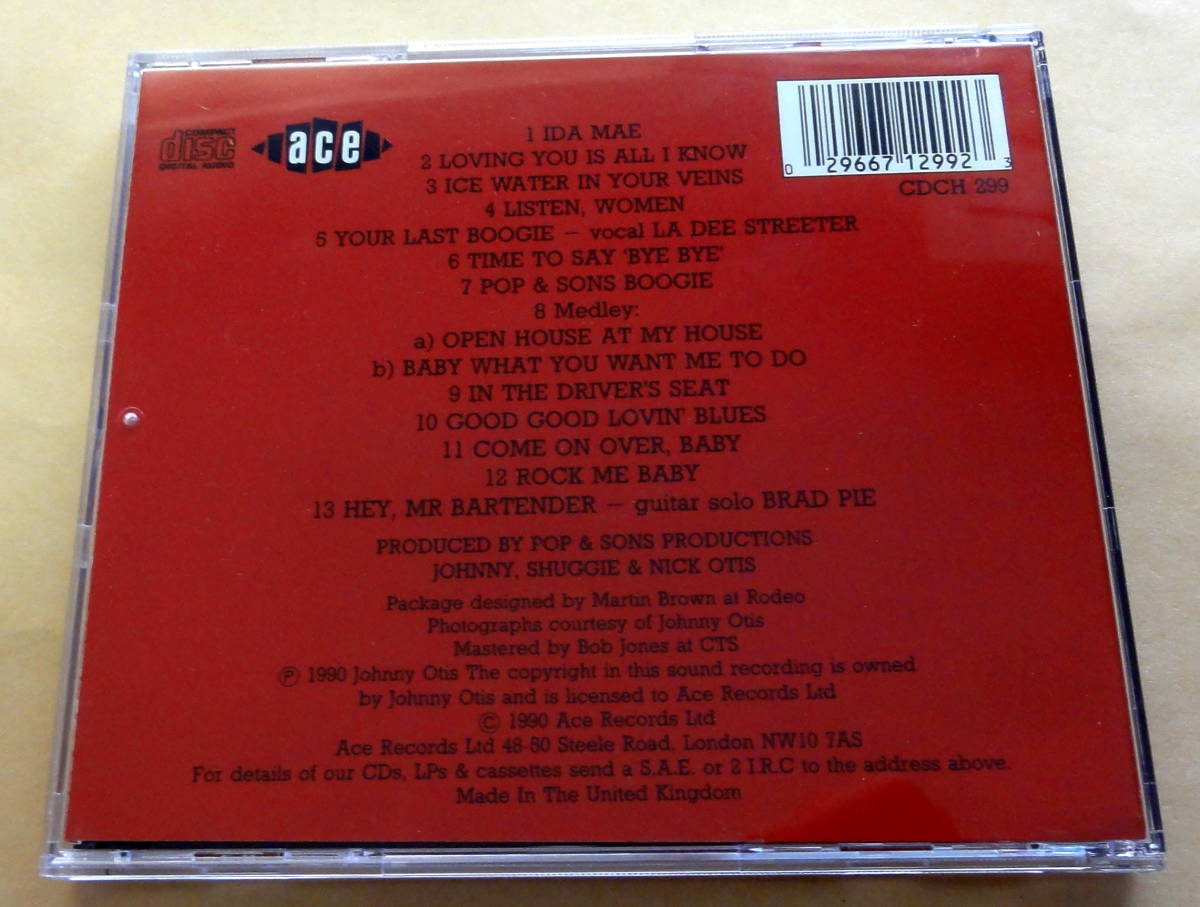 COMPACT
disc
DIGITAL AUDIO
ace
1 IDA MAE
2 LOVING YOU IS ALL I KNOW
3 ICE WATER IN YOUR VEINS
4 LISTEN, WOMEN
5 YOUR LAST BOOGIE – vocal LA DEE STREETER
6 TIME TO SAY 'BYE BYE'
7 POP & SONS BOOGIE
8 Medley:
a) OPEN HOUSE AT MY HOUSE
b) BABY WHAT YOU WANT ME TO DO
9 IN THE DRIVER'S SEAT
10 GOOD GOOD LOVIN' BLUES
11 COME ON OVER, BABY
12 ROCK ME BABY
13 HEY, MR BARTENDER – guitar solo BRAD PIE
0 29667 12992 3
CDCH 299
PRODUCED BY POP & SONS PRODUCTIONS
JOHNNY, SHUGGIE & NICK OTIS
Package designed by Martin Brown at Rodeo
Photographs courtesy of Johnny Otis
Mastered by Bob Jones at CTS
℗ 1990 Johnny Otis The copyright in this sound recording is owned
by Johnny Otis and is licensed to Ace Records Ltd
© 1990 Ace Records Ltd
Ace Records Ltd 48-50 Steele Road, London NW10 7AS
For details of our CDs, LPs & cassettes send a S.A.E. or 2 I.R.C to the address above.
Made In The United Kingdom